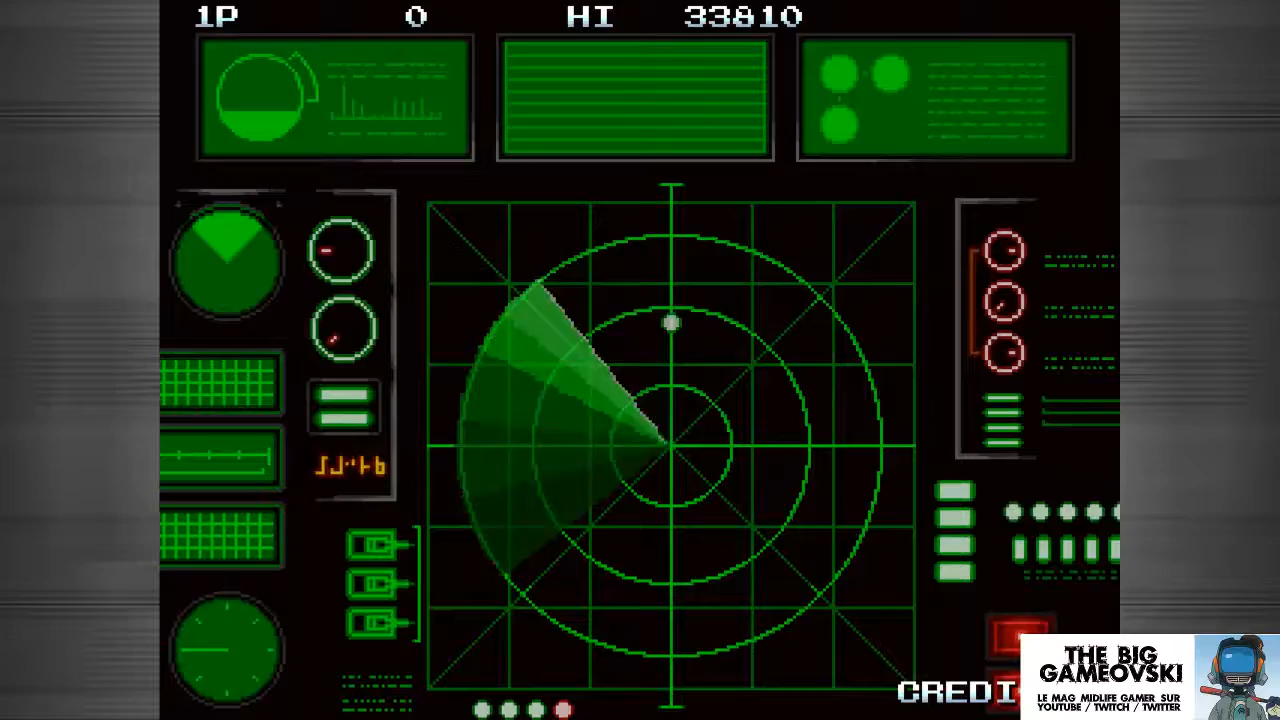 1P 0 HI 33810
THE BIG
GAMEOVSKI
LE MAG MIDLIFE GAMER SUR
YOUTUBE / TWITCH / TWITTER
CREDI